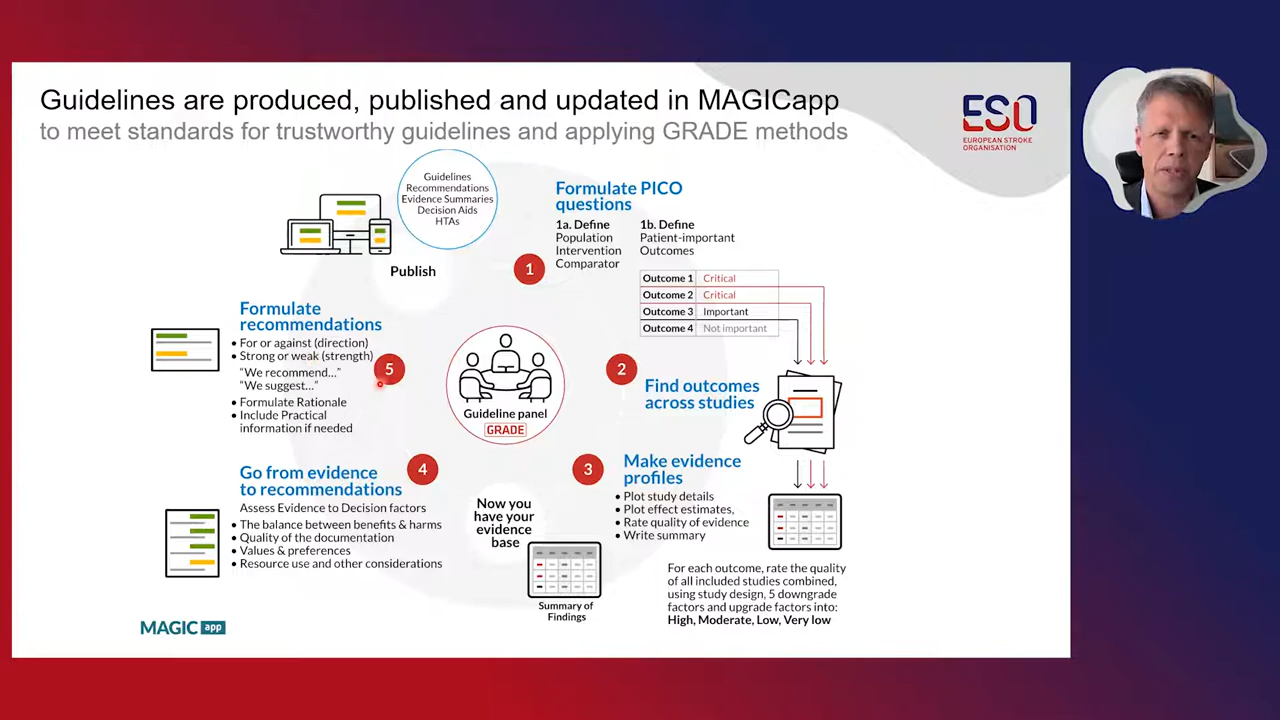 Guidelines are produced, published and updated in MAGICapp
to meet standards for trustworthy guidelines and applying GRADE methods
ESO
EUROPEAN STROKE
ORGANISATION
Guidelines
Recommendations
Evidence Summaries
Decision Aids
HTAs
Publish
1
Formulate PICO
questions
1a. Define
Population
Intervention
Comparator
1b. Define
Patient-important
Outcomes
Outcome 1 Critical
Outcome 2 Critical
Outcome 3 Important
Outcome 4 Not important
2
Find outcomes
across studies
3
Make evidence
profiles
• Plot study details
• Plot effect estimates,
• Rate quality of evidence
• Write summary
For each outcome, rate the quality
of all included studies combined,
using study design, 5 downgrade
factors and upgrade factors into:
High, Moderate, Low, Very low
Now you
have your
evidence
base
Summary of
Findings
4
Go from evidence
to recommendations
Assess Evidence to Decision factors
• The balance between benefits & harms
• Quality of the documentation
• Values & preferences
• Resource use and other considerations
5
Formulate
recommendations
• For or against (direction)
• Strong or weak (strength)
"We recommend..."
"We suggest..."
• Formulate Rationale
• Include Practical
information if needed
Guideline panel
GRADE
MAGIC app